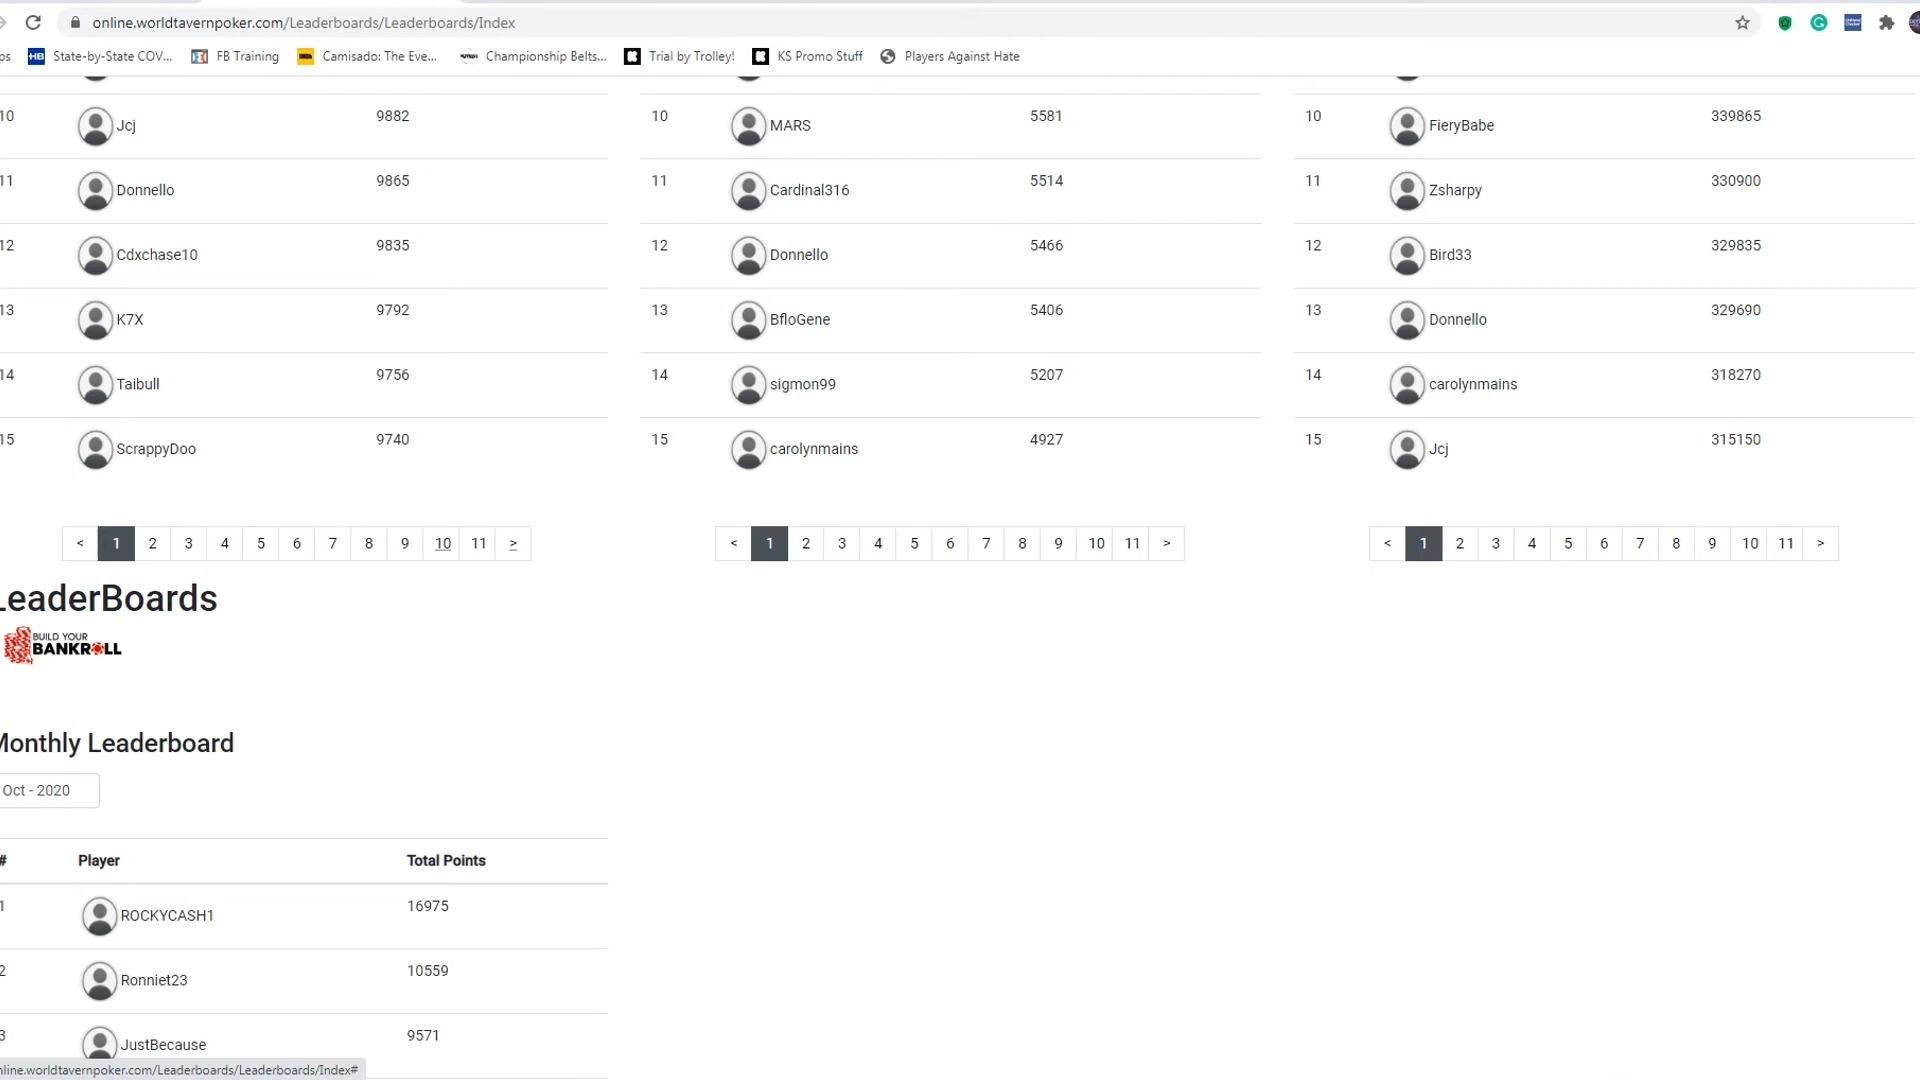 online.worldtavernpoker.com/Leaderboards/Leaderboards/Index
ps State-by-State COV... FB Training Camisado: The Eve... Championship Belts... Trial by Trolley! KS Promo Stuff Players Against Hate
10 Jcj 9882 10 MARS 5581 10 FieryBabe 339865
11 Donnello 9865 11 Cardinal316 5514 11 Zsharpy 330900
12 Cdxchase10 9835 12 Donnello 5466 12 Bird33 329835
13 K7X 9792 13 BfloGene 5406 13 Donnello 329690
14 Taibull 9756 14 sigmon99 5207 14 carolynmains 318270
15 ScrappyDoo 9740 15 carolynmains 4927 15 Jcj 315150
< 1 2 3 4 5 6 7 8 9 10 11 > < 1 2 3 4 5 6 7 8 9 10 11 > < 1 2 3 4 5 6 7 8 9 10 11 >
LeaderBoards
BUILD YOUR
BANKROLL
Monthly Leaderboard
Oct - 2020
# Player Total Points
1 ROCKYCASH1 16975
2 Ronniet23 10559
3 JustBecause 9571
nline.worldtavernpoker.com/Leaderboards/Leaderboards/Index#